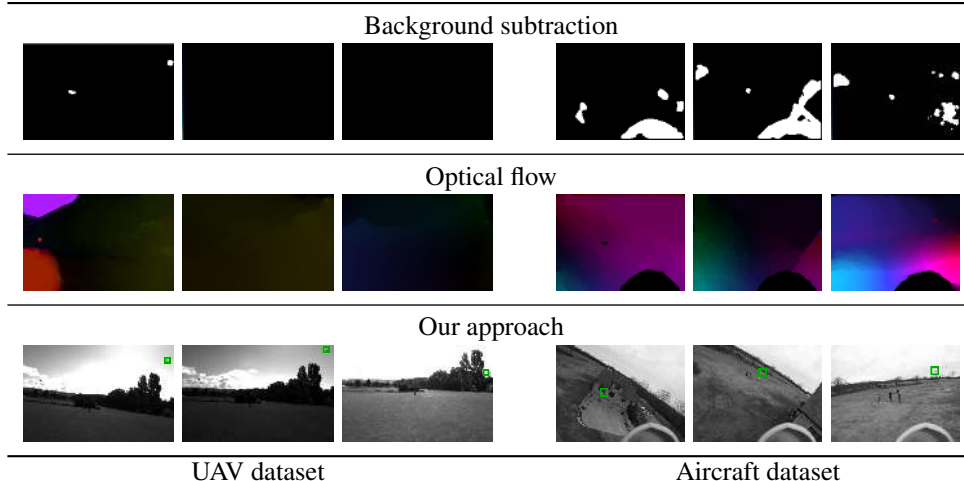 Background subtraction
Optical flow
Our approach
UAV dataset
Aircraft dataset